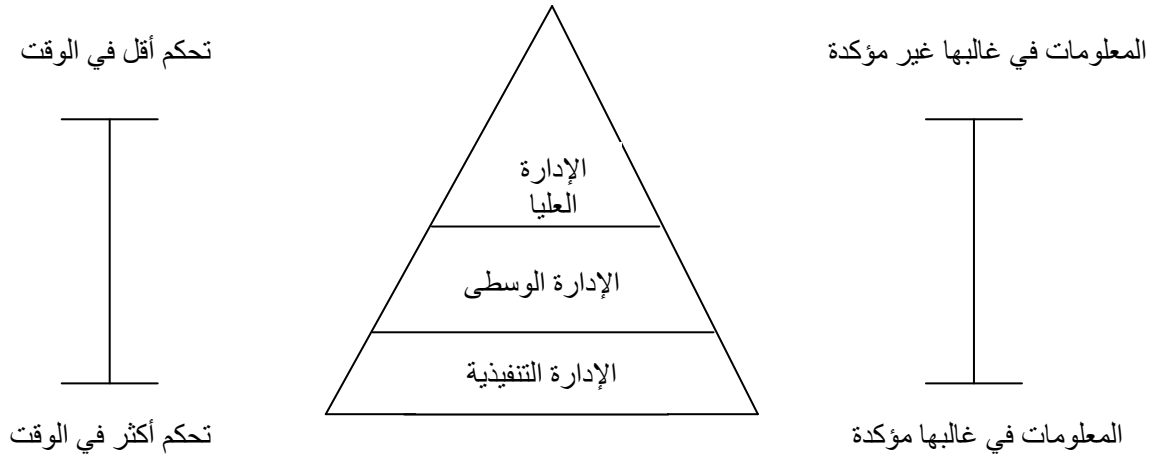 المعلومات في غالبها غير مؤكدة
تحكم أقل في الوقت
الإدارة
العليا
الإدارة الوسطى
الإدارة التنفيذية
المعلومات في غالبها مؤكدة
تحكم أكثر في الوقت